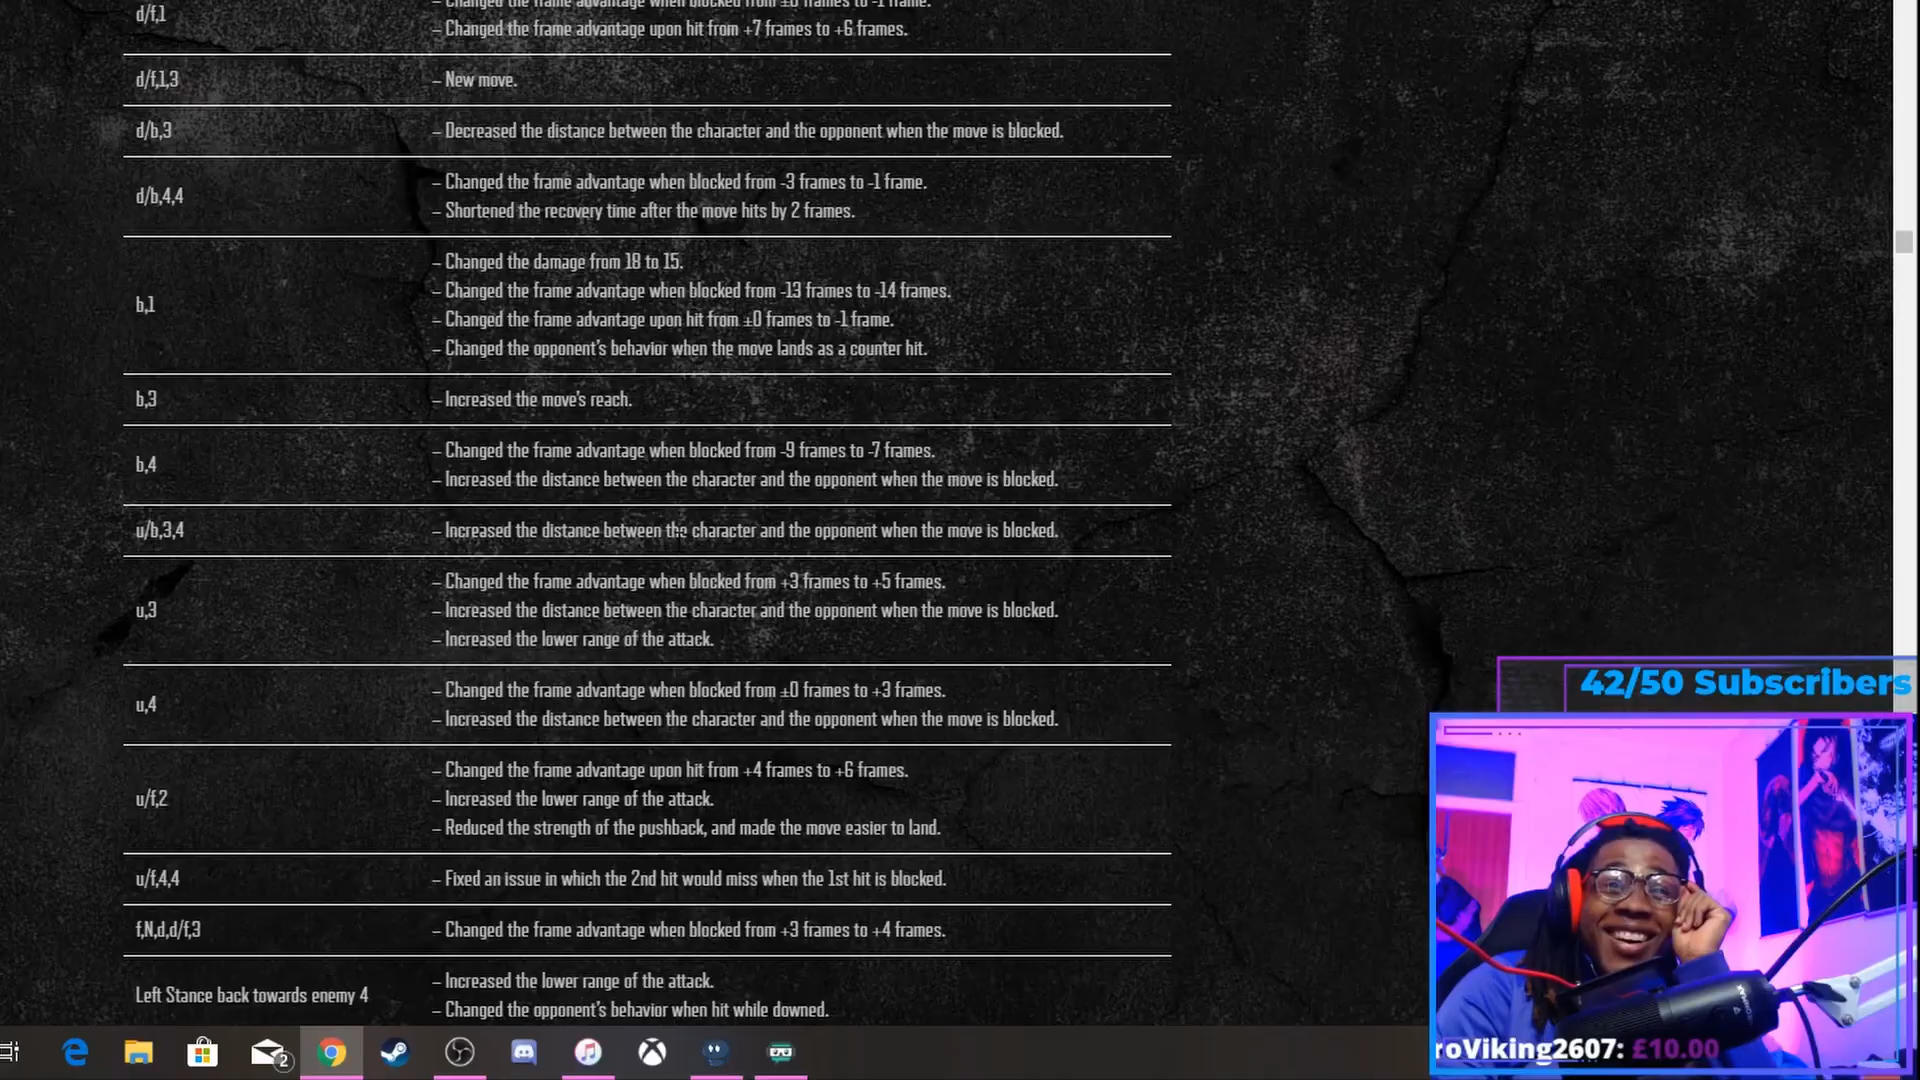 – Changed the frame advantage when blocked from ±0 frames to -1 frame.
d/f,1
– Changed the frame advantage upon hit from +7 frames to +6 frames.
d/f,1,3
– New move.
d/b,3
– Decreased the distance between the character and the opponent when the move is blocked.
d/b,4,4
– Changed the frame advantage when blocked from -3 frames to -1 frame.
– Shortened the recovery time after the move hits by 2 frames.
b,1
– Changed the damage from 18 to 15.
– Changed the frame advantage when blocked from -13 frames to -14 frames.
– Changed the frame advantage upon hit from ±0 frames to -1 frame.
– Changed the opponent's behavior when the move lands as a counter hit.
b,3
– Increased the move's reach.
b,4
– Changed the frame advantage when blocked from -9 frames to -7 frames.
– Increased the distance between the character and the opponent when the move is blocked.
u/b,3,4
– Increased the distance between the character and the opponent when the move is blocked.
u,3
– Changed the frame advantage when blocked from +3 frames to +5 frames.
– Increased the distance between the character and the opponent when the move is blocked.
– Increased the lower range of the attack.
u,4
– Changed the frame advantage when blocked from ±0 frames to +3 frames.
– Increased the distance between the character and the opponent when the move is blocked.
u/f,2
– Changed the frame advantage upon hit from +4 frames to +6 frames.
– Increased the lower range of the attack.
– Reduced the strength of the pushback, and made the move easier to land.
u/f,4,4
– Fixed an issue in which the 2nd hit would miss when the 1st hit is blocked.
f,N,d,d/f,3
– Changed the frame advantage when blocked from +3 frames to +4 frames.
Left Stance back towards enemy 4
– Increased the lower range of the attack.
– Changed the opponent's behavior when hit while downed.
42/50 Subscribers
roViking2607: £10.00
2